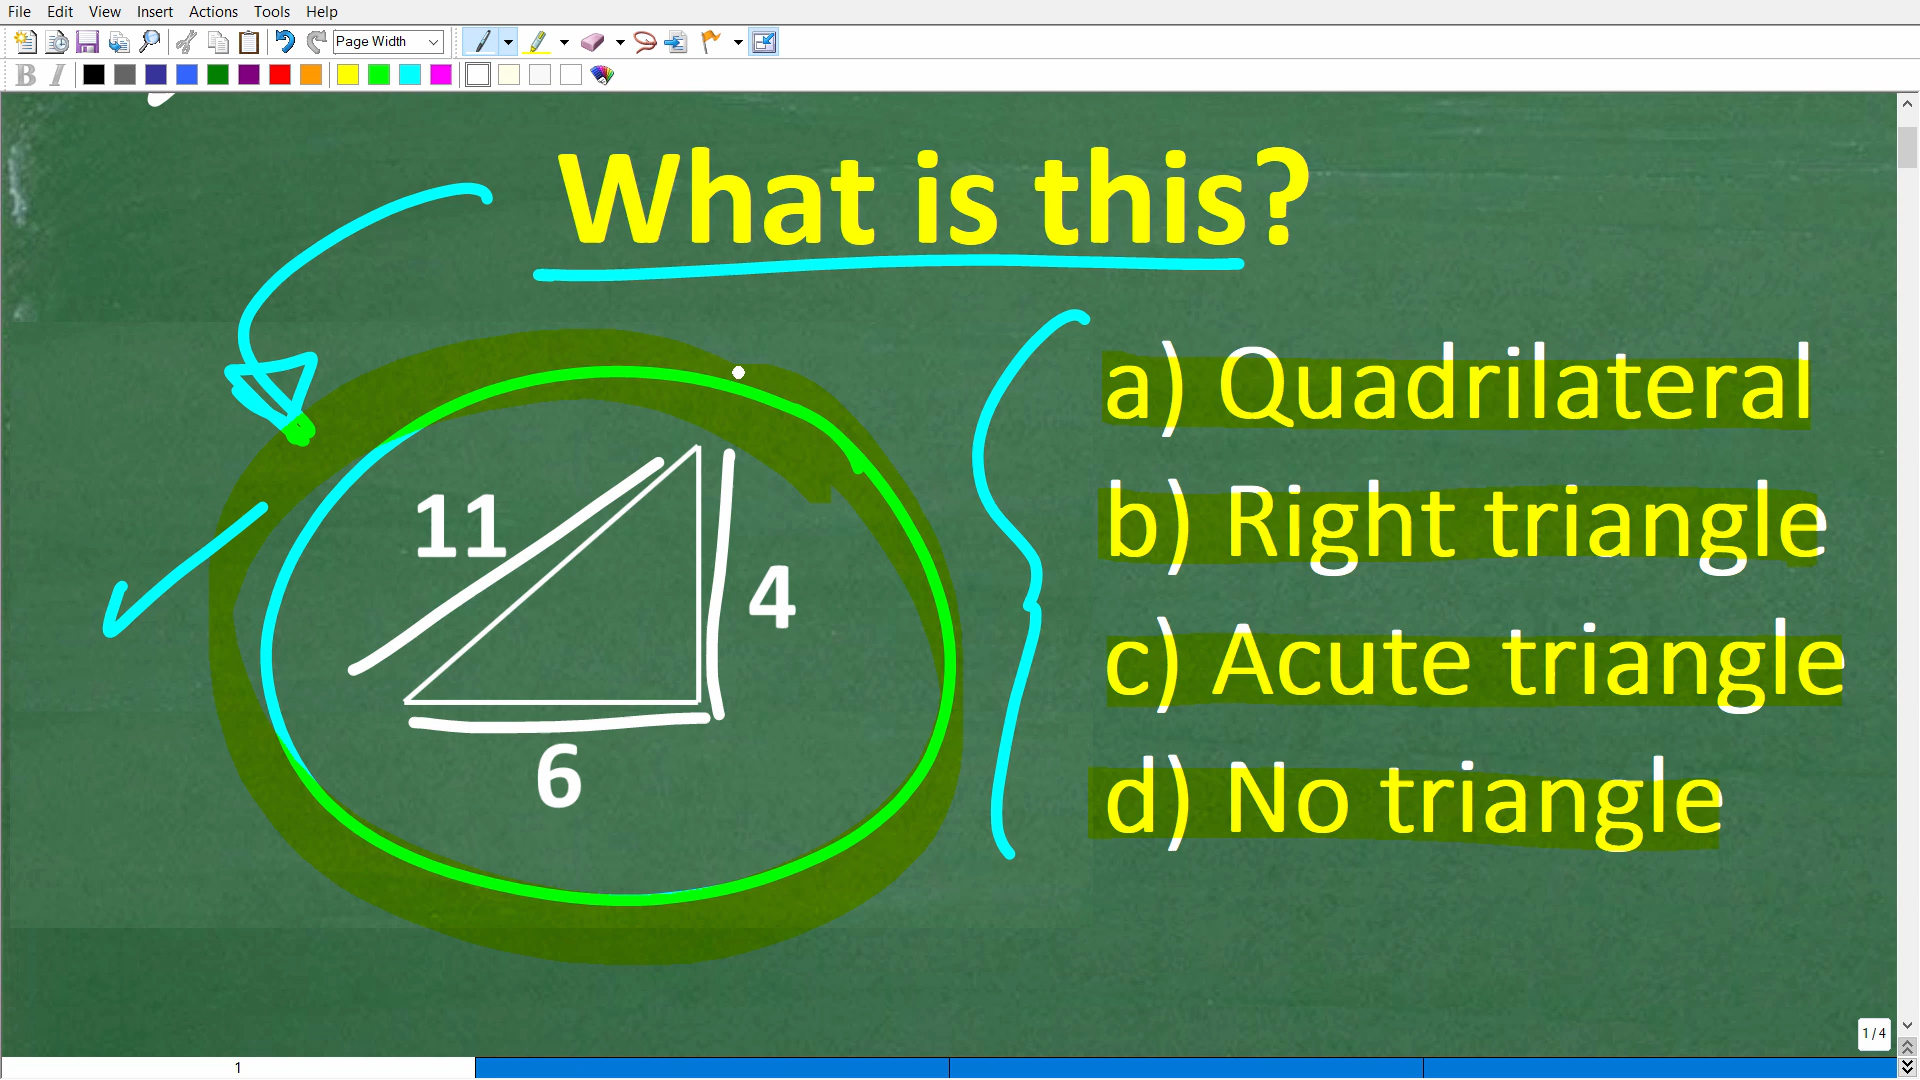 File Edit View Insert Actions Tools Help
Page Width
B I
What is this?
11
4
6
a) Quadrilateral
b) Right triangle
c) Acute triangle
d) No triangle
1 / 4
1